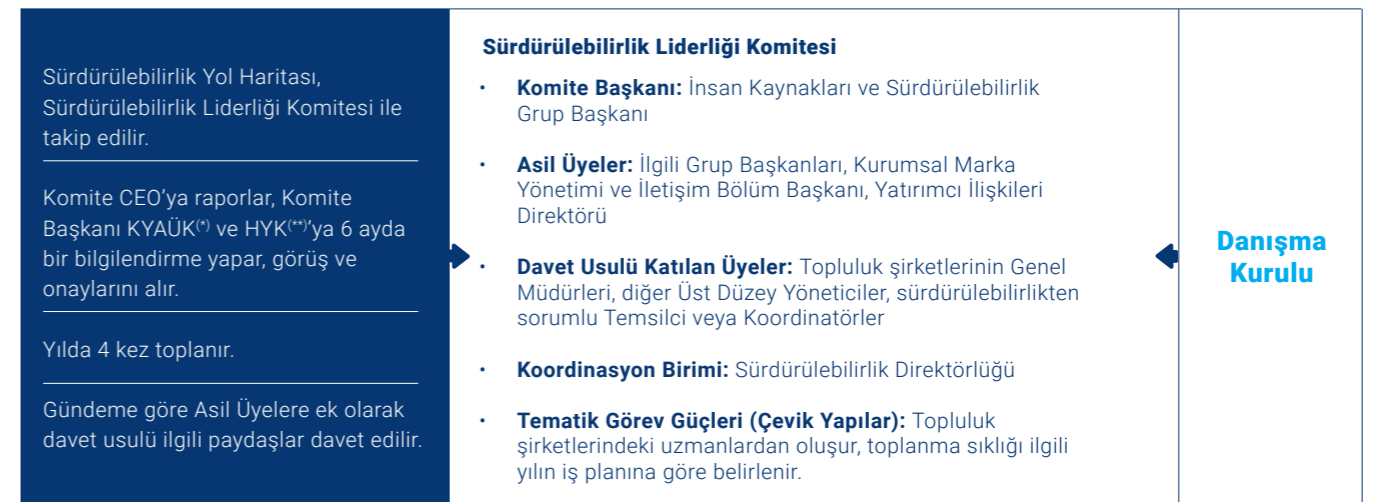 Sürdürülebilirlik Yol Haritası,
Sürdürülebilirlik Liderliği Komitesi ile
takip edilir.
Komite CEO’ya raporlar, Komite
Başkanı KYAÜK(*) ve HYK(**)’ya 6 ayda
bir bilgilendirme yapar, görüş ve
onaylarını alır.
Yılda 4 kez toplanır.
Gündeme göre Asil Üyelere ek olarak
davet usulü ilgili paydaşlar davet edilir.
Sürdürülebilirlik Liderliği Komitesi
• Komite Başkanı: İnsan Kaynakları ve Sürdürülebilirlik
Grup Başkanı
• Asil Üyeler: İlgili Grup Başkanları, Kurumsal Marka
Yönetimi ve İletişim Bölüm Başkanı, Yatırımcı İlişkileri
Direktörü
• Davet Usulü Katılan Üyeler: Topluluk şirketlerinin Genel
Müdürleri, diğer Üst Düzey Yöneticiler, sürdürülebilirlikten
sorumlu Temsilci veya Koordinatörler
• Koordinasyon Birimi: Sürdürülebilirlik Direktörlüğü
• Tematik Görev Güçleri (Çevik Yapılar): Topluluk
şirketlerindeki uzmanlardan oluşur, toplanma sıklığı ilgili
yılın iş planına göre belirlenir.
Danışma
Kurulu